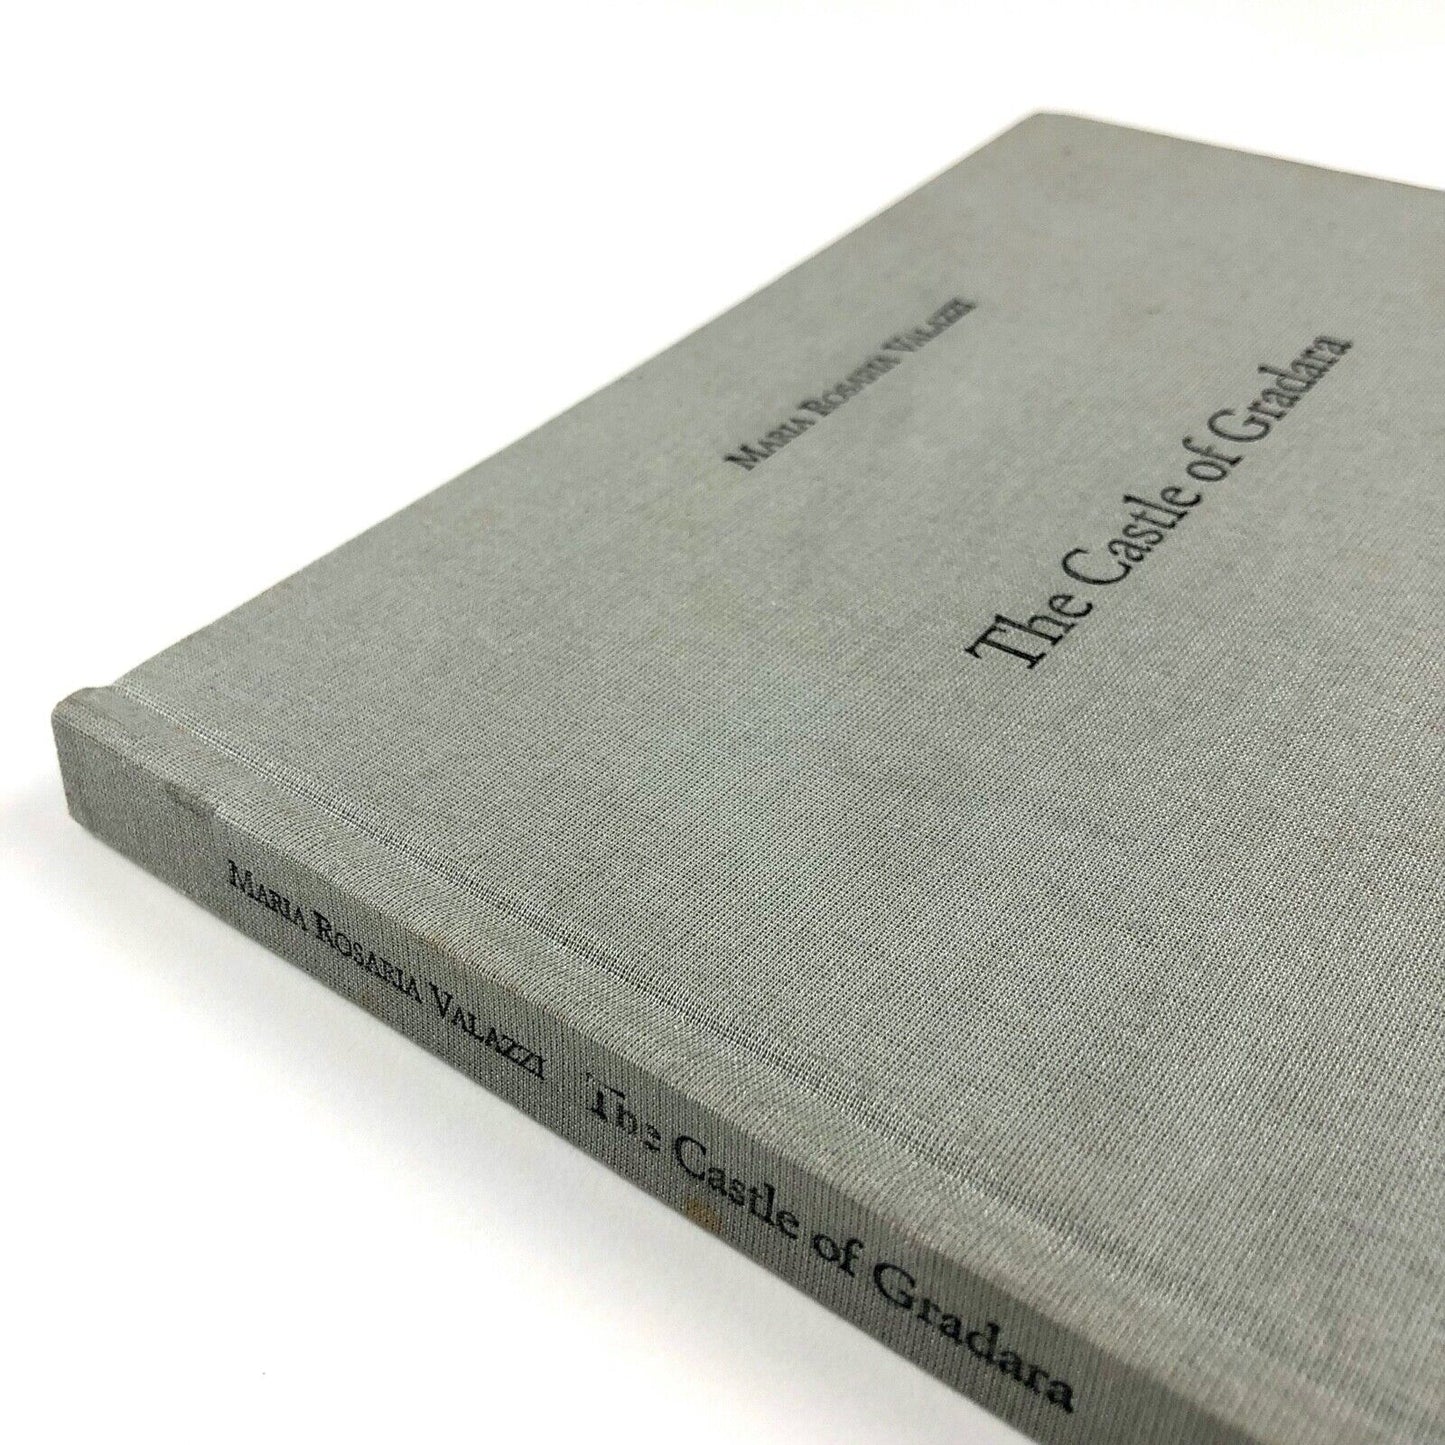 MARIA ROSARIA VALAZZI
The Castle of Gradara
MARIA ROSARIA VALAZZI The Castle of Gradara